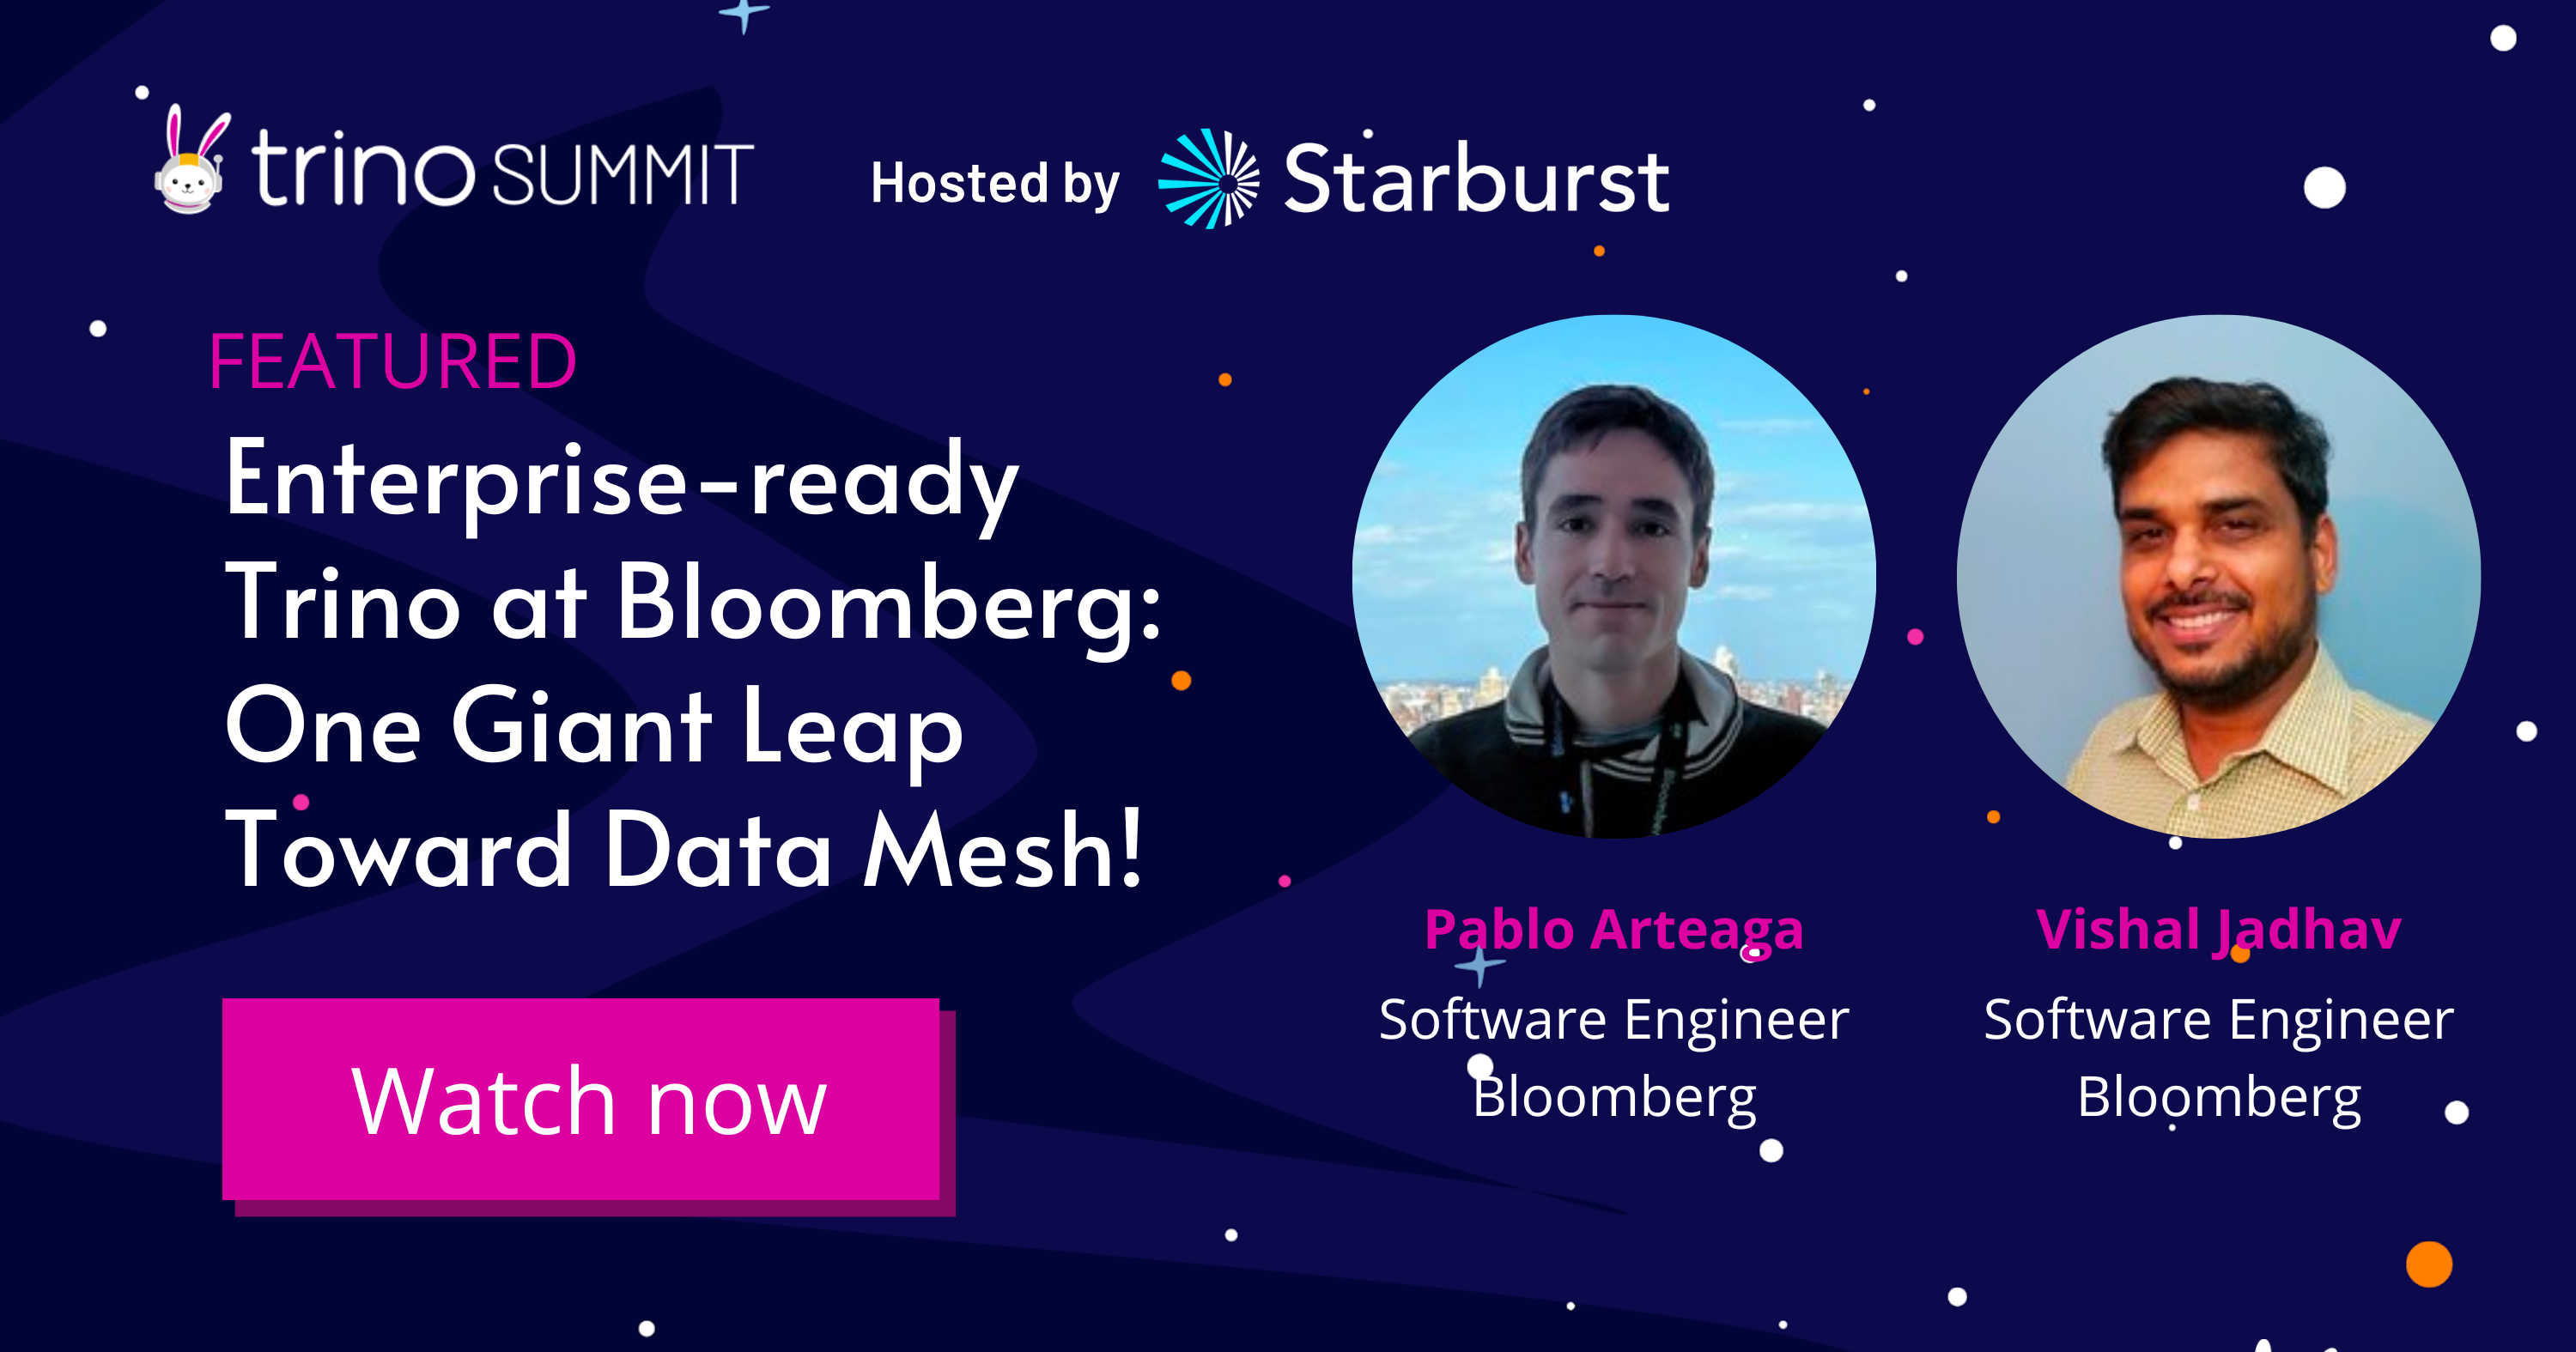 trino SUMMIT
Hosted by
Starburst
FEATURED
Enterprise-ready
Trino at Bloomberg:
One Giant Leap
Toward Data Mesh!
Watch now
Pablo Arteaga
Software Engineer
Bloomberg
Vishal Jadhav
Software Engineer
Bloomberg
Bloomberg